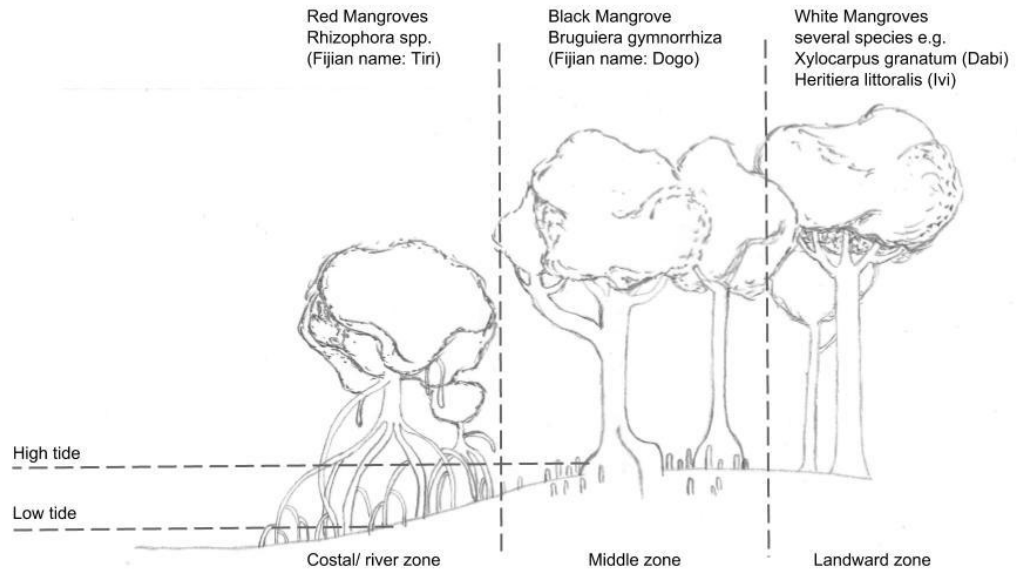 Red Mangroves
Rhizophora spp.
(Fijian name: Tiri)
Black Mangrove
Bruguiera gymnorrhiza
(Fijian name: Dogo)
White Mangroves
several species e.g.
Xylocarpus granatum (Dabi)
Heritiera littoralis (Ivi)
High tide
Low tide
Costal/ river zone
Middle zone
Landward zone